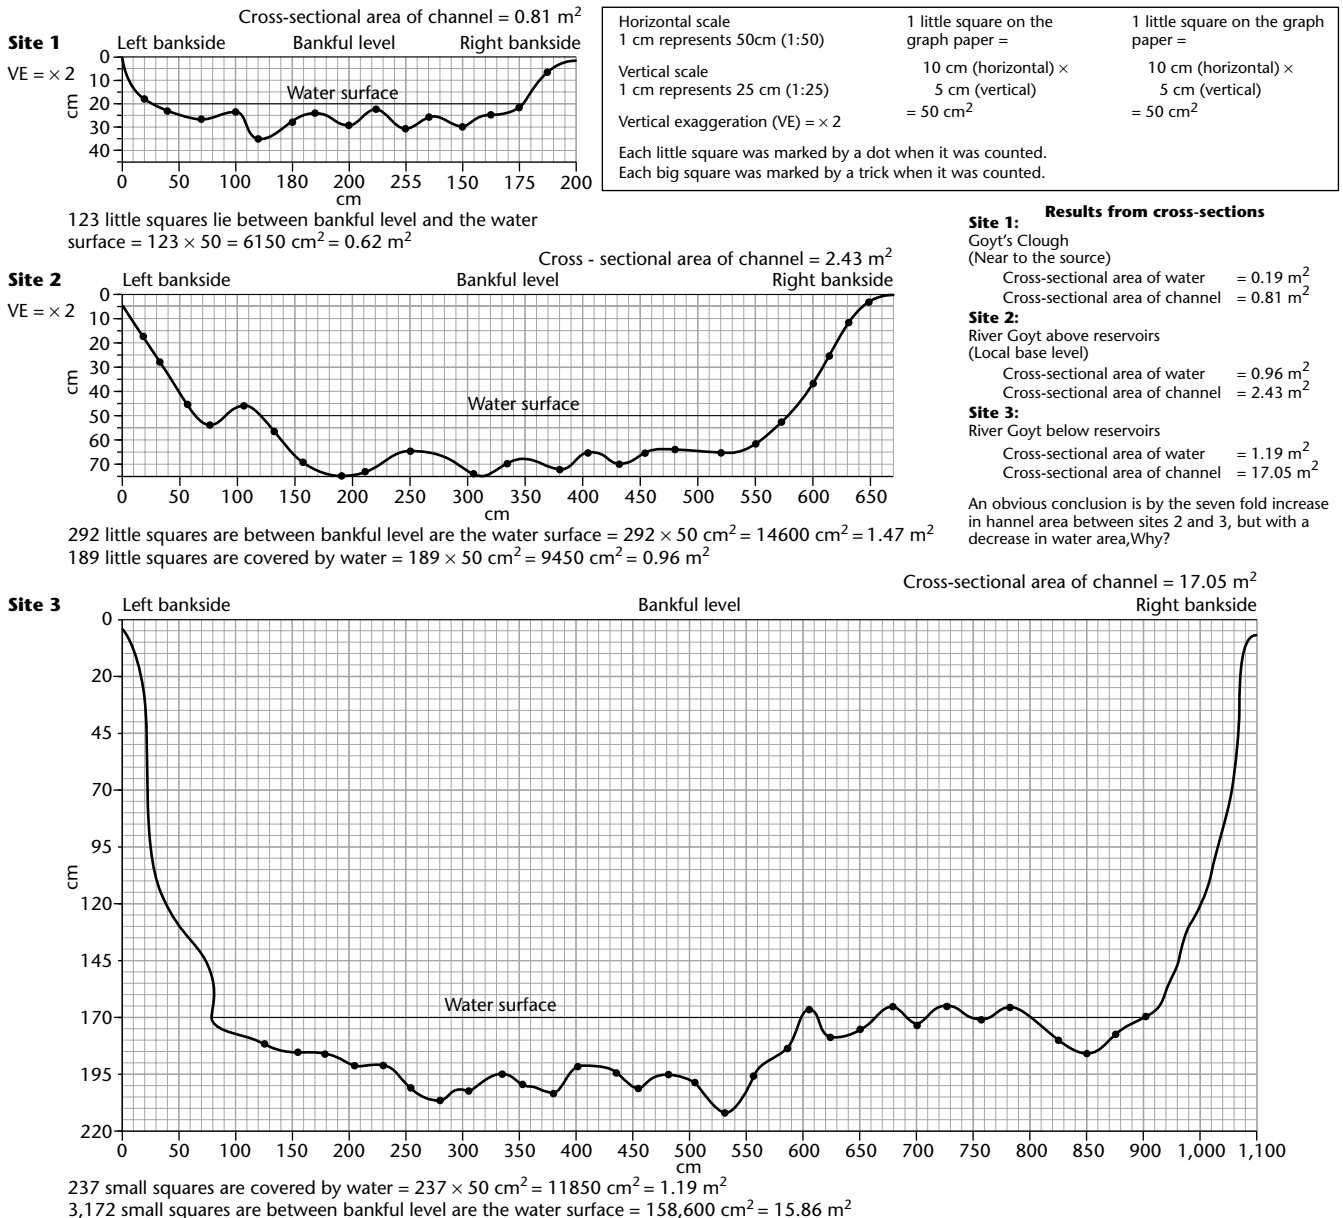 Cross-sectional area of channel = 0.81 m²
Site 1
Left bankside Bankful level Right bankside
VE = × 2
0
10
20
30
40
cm
Water surface
0 50 100 180 200 255 150 175 200
cm
123 little squares lie between bankful level and the water
surface = 123 × 50 = 6150 cm² = 0.62 m²
Horizontal scale
1 cm represents 50cm (1:50)
Vertical scale
1 cm represents 25 cm (1:25)
Vertical exaggeration (VE) = × 2
1 little square on the
graph paper =
10 cm (horizontal) ×
5 cm (vertical)
= 50 cm²
1 little square on the graph
paper =
10 cm (horizontal) ×
5 cm (vertical)
= 50 cm²
Each little square was marked by a dot when it was counted.
Each big square was marked by a trick when it was counted.
Cross - sectional area of channel = 2.43 m²
Site 2
Left bankside Bankful level Right bankside
VE = × 2
0
10
20
30
40
50
60
70
cm
Water surface
0 50 100 150 200 250 300 350 400 450 500 550 600 650
cm
292 little squares are between bankful level are the water surface = 292 × 50 cm² = 14600 cm² = 1.47 m²
189 little squares are covered by water = 189 × 50 cm² = 9450 cm² = 0.96 m²
Results from cross-sections
Site 1:
Goyt's Clough
(Near to the source)
Cross-sectional area of water = 0.19 m²
Cross-sectional area of channel = 0.81 m²
Site 2:
River Goyt above reservoirs
(Local base level)
Cross-sectional area of water = 0.96 m²
Cross-sectional area of channel = 2.43 m²
Site 3:
River Goyt below reservoirs
Cross-sectional area of water = 1.19 m²
Cross-sectional area of channel = 17.05 m²
An obvious conclusion is by the seven fold increase
in hannel area between sites 2 and 3, but with a
decrease in water area,Why?
Cross-sectional area of channel = 17.05 m²
Site 3
Left bankside Bankful level Right bankside
0
20
45
70
95
120
145
170
195
220
cm
Water surface
0 50 100 150 200 250 300 350 400 450 500 550 600 650 700 750 800 850 900 950 1,000 1,100
cm
237 small squares are covered by water = 237 × 50 cm² = 11850 cm² = 1.19 m²
3,172 small squares are between bankful level are the water surface = 158,600 cm² = 15.86 m²